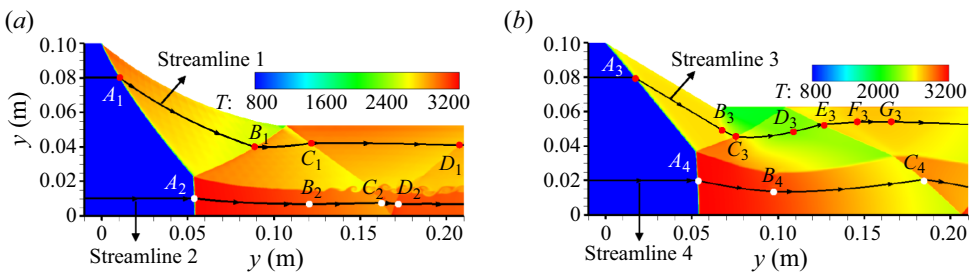 (a) (b)
0.10 Streamline 1 0.10 Streamline 3
0.08 A1 T: 800 1600 2400 3200 0.08 A3 T: 800 2000 3200
0.06 0.06 B3 D3 E3 F3 G3
0.04 B1 C1 D1 0.04 C3 A4
0.02 A2 B2 C2 D2 0.02 B4 C4
0 0
0 0.05 0.10 0.15 0.20 0 0.05 0.10 0.15 0.20
Streamline 2 Streamline 4
y (m) y (m)
y (m) y (m)